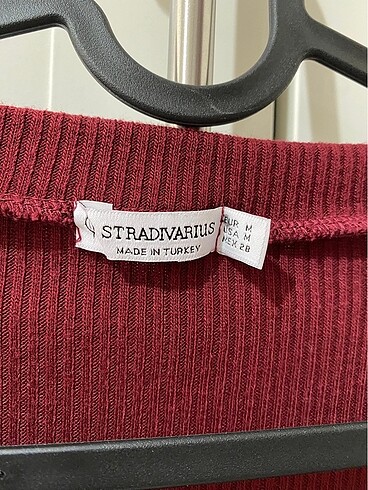 STRADIVARIUS
MADE IN TURKEY
EUR M
USA M
MEX 28